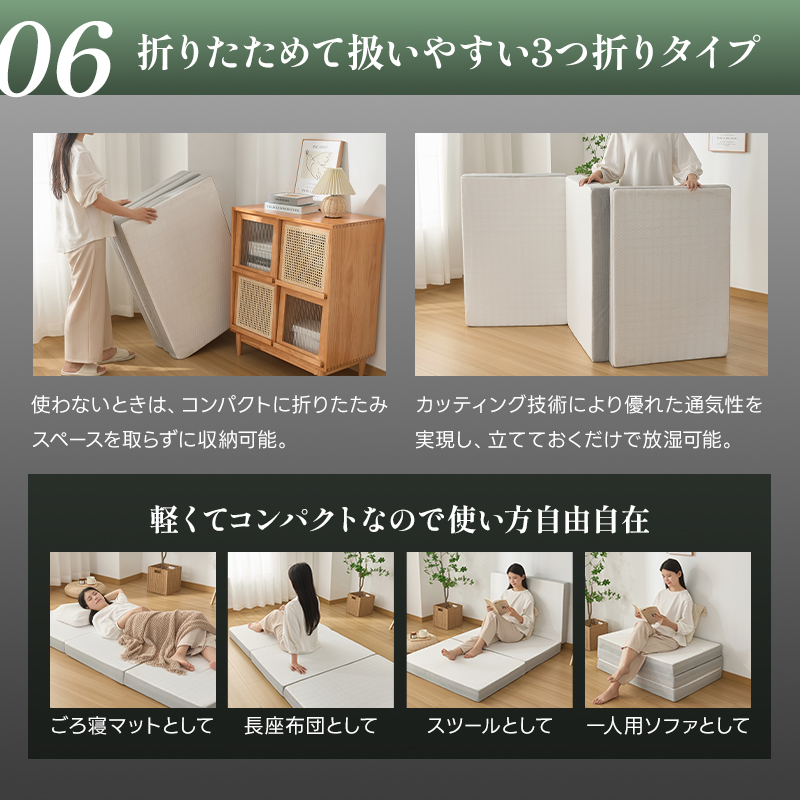 06 折りたためて扱いやすい3つ折りタイプ
使わないときは、コンパクトに折りたたみ
スペースを取らずに収納可能。
カッティング技術により優れた通気性を
実現し、立てておくだけで放湿可能。
軽くてコンパクトなので使い方自由自在
ごろ寝マットとして
長座布団として
スツールとして
一人用ソファとして